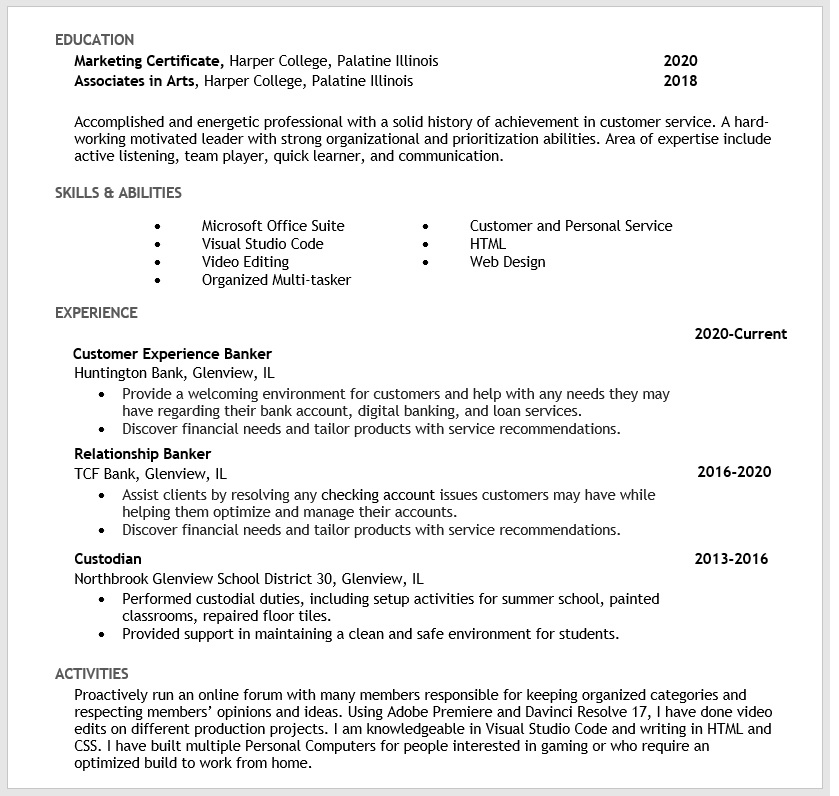 EDUCATION
Marketing Certificate, Harper College, Palatine Illinois 2020
Associates in Arts, Harper College, Palatine Illinois 2018
Accomplished and energetic professional with a solid history of achievement in customer service. A hard-
working motivated leader with strong organizational and prioritization abilities. Area of expertise include
active listening, team player, quick learner, and communication.
SKILLS & ABILITIES
• Microsoft Office Suite • Customer and Personal Service
• Visual Studio Code • HTML
• Video Editing • Web Design
• Organized Multi-tasker
EXPERIENCE
2020-Current
Customer Experience Banker
Huntington Bank, Glenview, IL
• Provide a welcoming environment for customers and help with any needs they may
have regarding their bank account, digital banking, and loan services.
• Discover financial needs and tailor products with service recommendations.
Relationship Banker
TCF Bank, Glenview, IL 2016-2020
• Assist clients by resolving any checking account issues customers may have while
helping them optimize and manage their accounts.
• Discover financial needs and tailor products with service recommendations.
Custodian 2013-2016
Northbrook Glenview School District 30, Glenview, IL
• Performed custodial duties, including setup activities for summer school, painted
classrooms, repaired floor tiles.
• Provided support in maintaining a clean and safe environment for students.
ACTIVITIES
Proactively run an online forum with many members responsible for keeping organized categories and
respecting members’ opinions and ideas. Using Adobe Premiere and Davinci Resolve 17, I have done video
edits on different production projects. I am knowledgeable in Visual Studio Code and writing in HTML and
CSS. I have built multiple Personal Computers for people interested in gaming or who require an
optimized build to work from home.